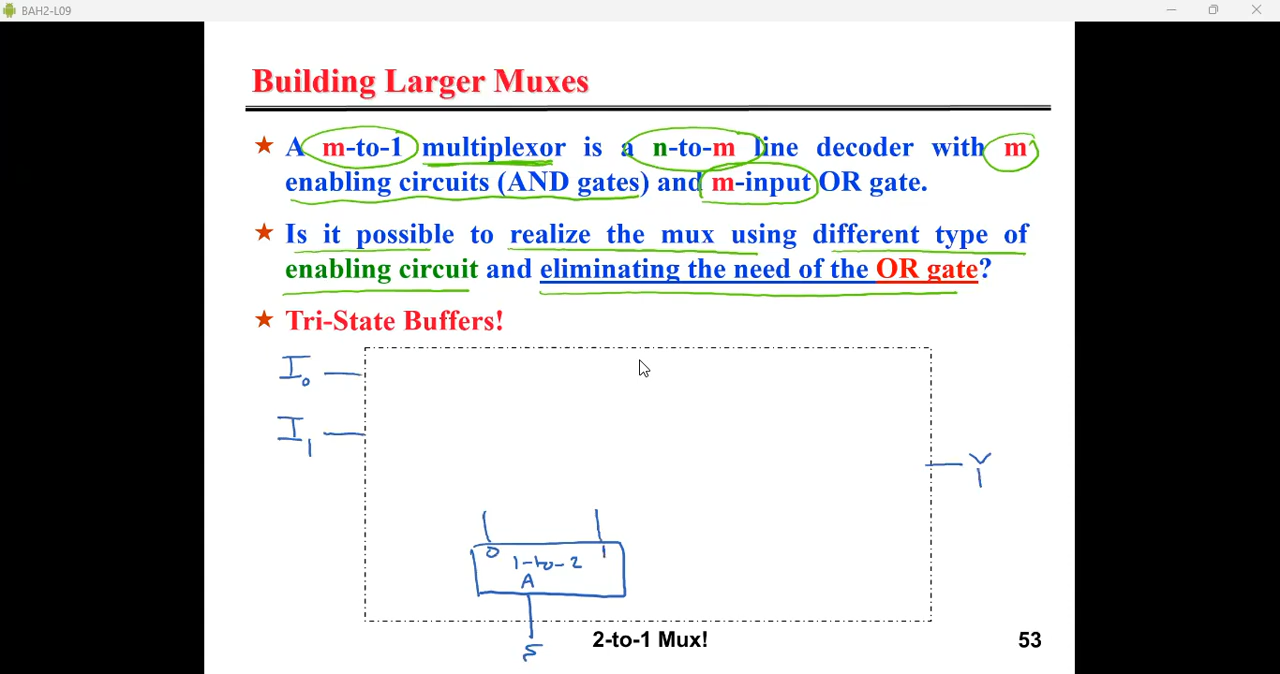 BAH2-L09
Building Larger Muxes
★ A m-to-1 multiplexor is a n-to-m line decoder with m
enabling circuits (AND gates) and m-input OR gate.
★ Is it possible to realize the mux using different type of
enabling circuit and eliminating the need of the OR gate?
★ Tri-State Buffers!
I0
I1
Y
0 1
1-to-2
A
S
2-to-1 Mux!
53